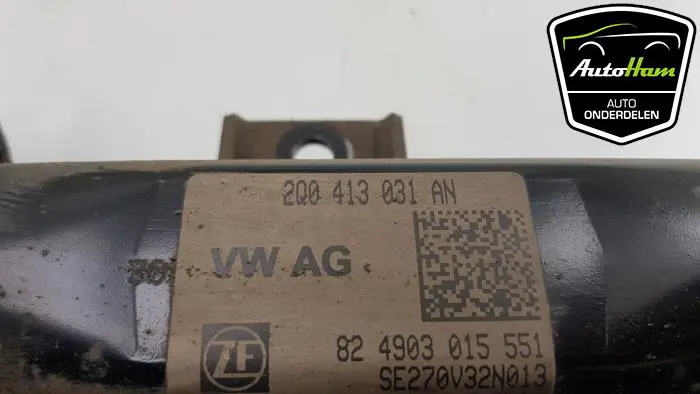 AutoHam
AUTO
ONDERDELEN
2Q0 413 031 AN
VW AG
ZF
82 4903 015 551
SE270V32N013